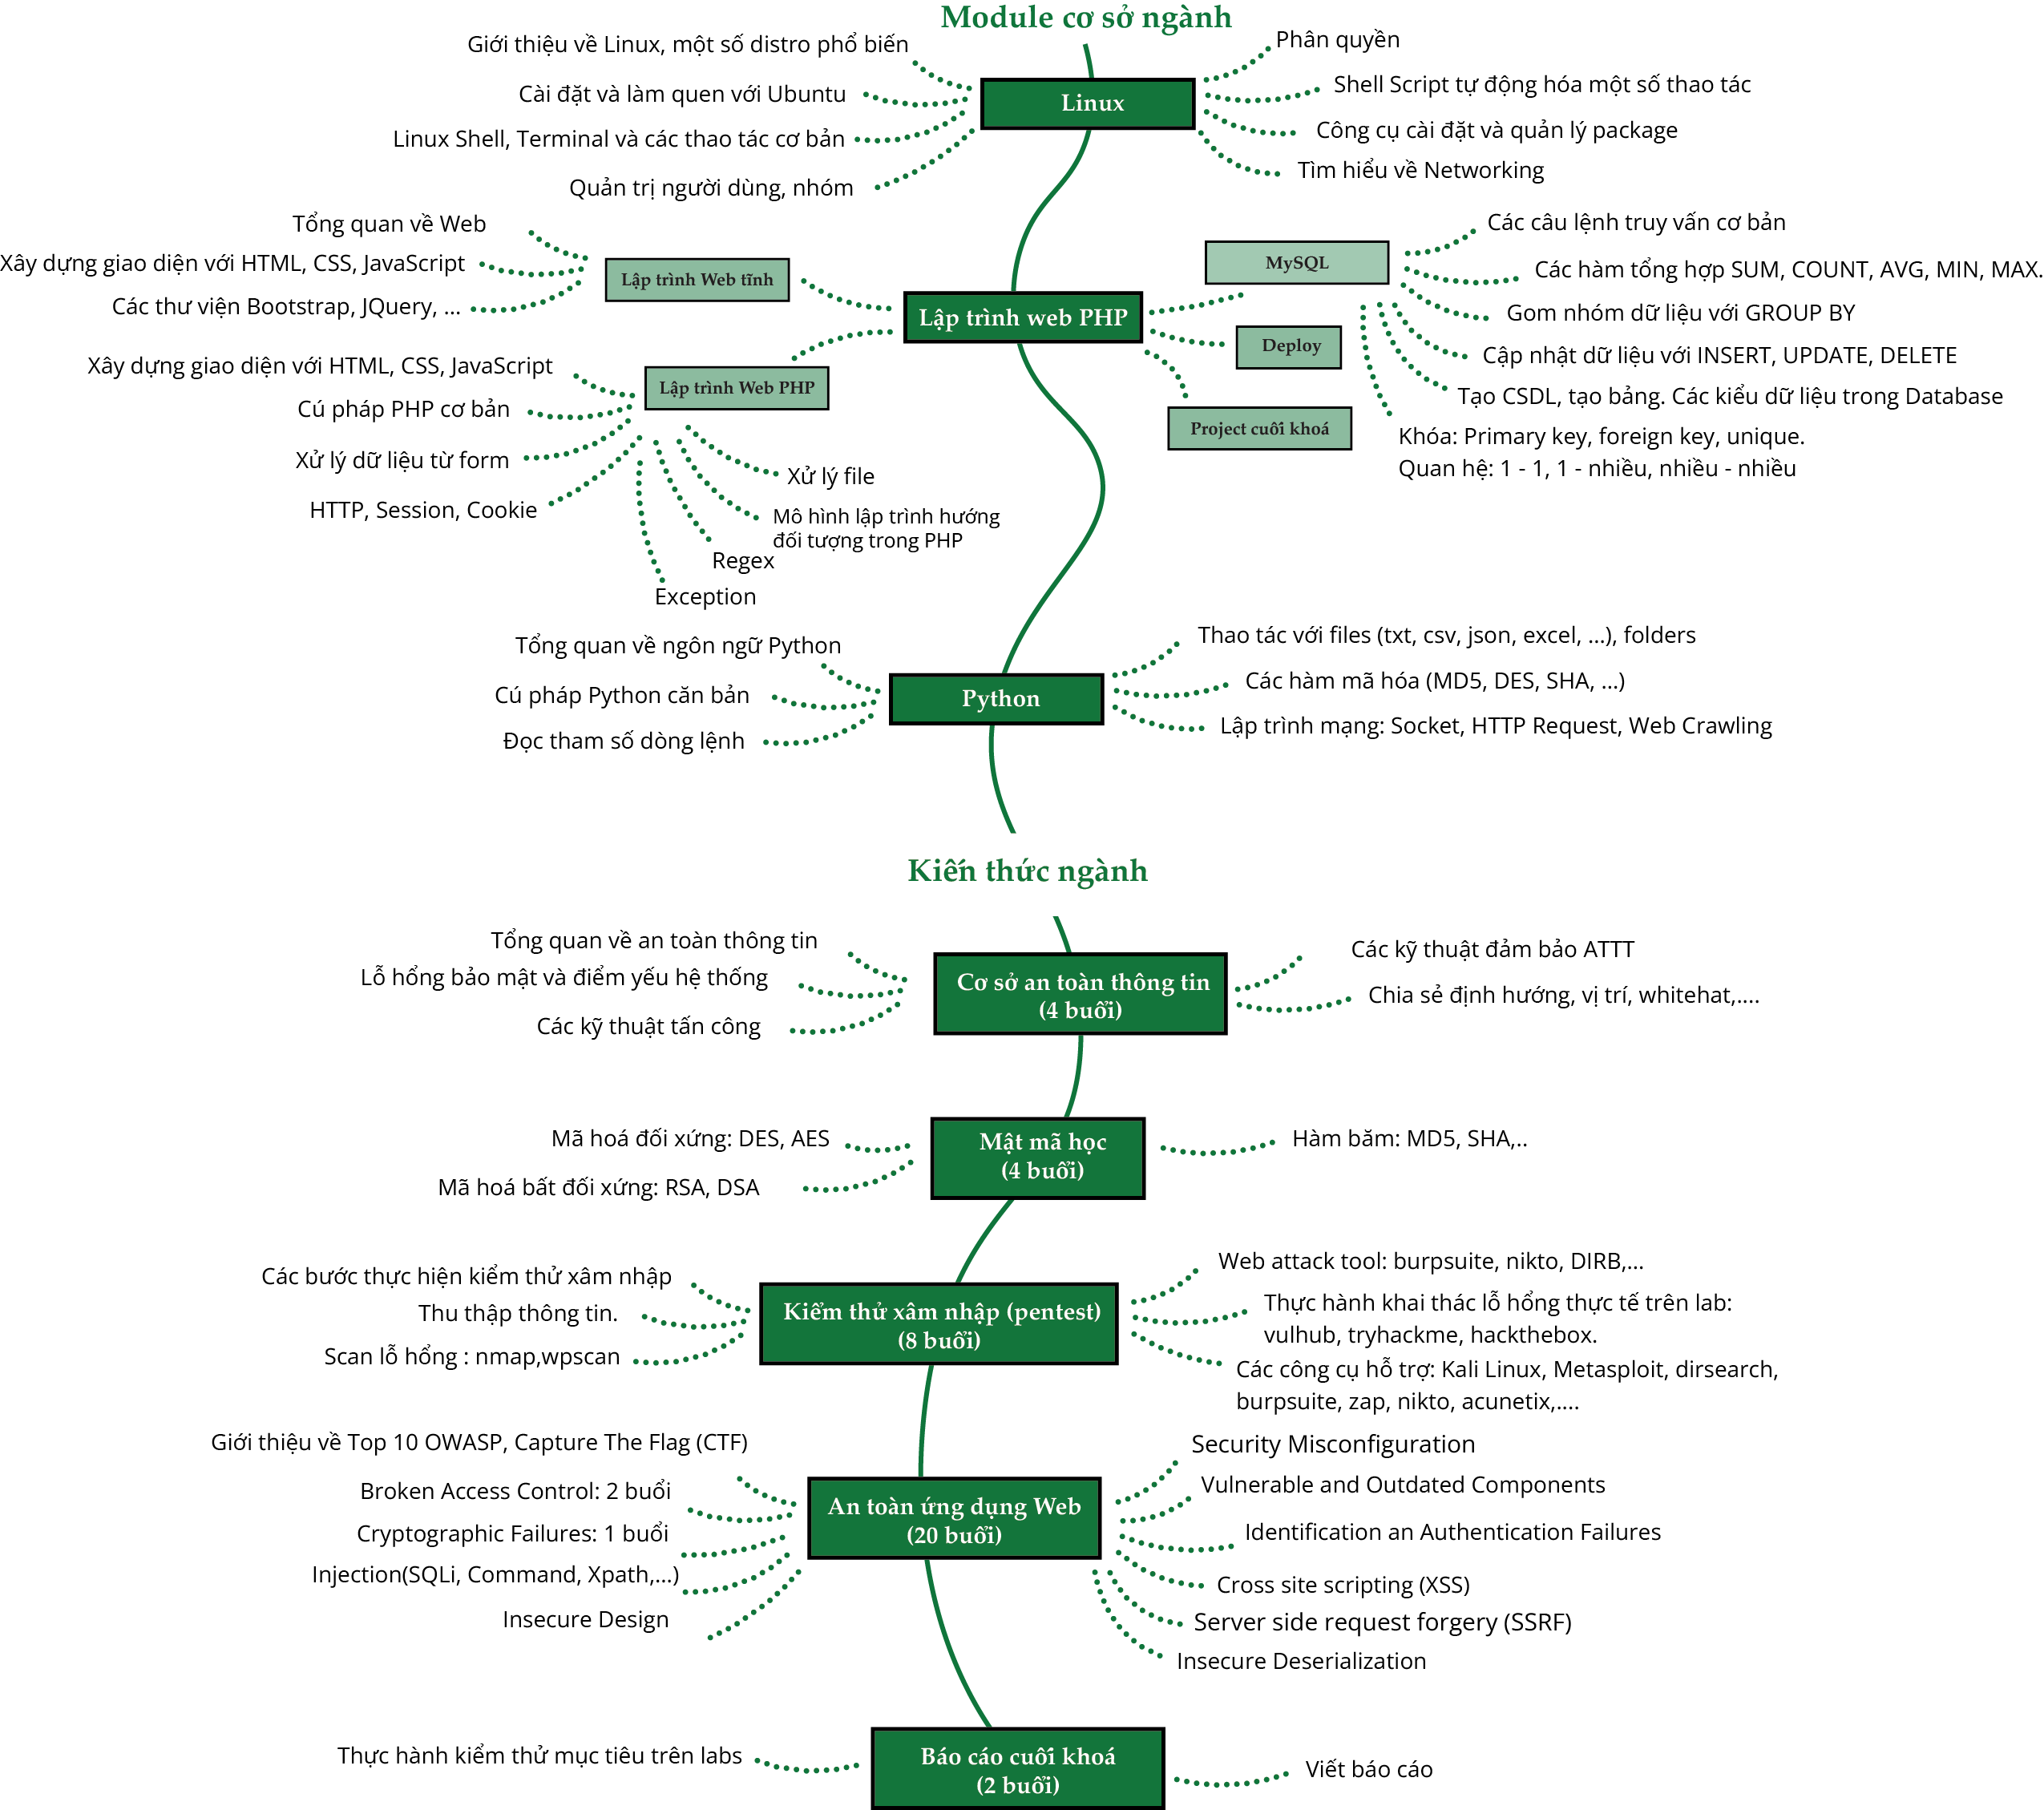 Module cơ sở ngành
Linux
Giới thiệu về Linux, một số distro phổ biến
Cài đặt và làm quen với Ubuntu
Linux Shell, Terminal và các thao tác cơ bản
Quản trị người dùng, nhóm
Phân quyền
Shell Script tự động hóa một số thao tác
Công cụ cài đặt và quản lý package
Tìm hiểu về Networking
Lập trình web PHP
Lập trình Web tĩnh
Tổng quan về Web
Xây dựng giao diện với HTML, CSS, JavaScript
Các thư viện Bootstrap, JQuery, ...
Lập trình Web PHP
Xây dựng giao diện với HTML, CSS, JavaScript
Cú pháp PHP cơ bản
Xử lý dữ liệu từ form
HTTP, Session, Cookie
Xử lý file
Mô hình lập trình hướng
đối tượng trong PHP
Regex
Exception
MySQL
Các câu lệnh truy vấn cơ bản
Các hàm tổng hợp SUM, COUNT, AVG, MIN, MAX.
Gom nhóm dữ liệu với GROUP BY
Cập nhật dữ liệu với INSERT, UPDATE, DELETE
Tạo CSDL, tạo bảng. Các kiểu dữ liệu trong Database
Khóa: Primary key, foreign key, unique.
Quan hệ: 1 - 1, 1 - nhiều, nhiều - nhiều
Deploy
Project cuối khoá
Python
Tổng quan về ngôn ngữ Python
Cú pháp Python căn bản
Đọc tham số dòng lệnh
Thao tác với files (txt, csv, json, excel, ...), folders
Các hàm mã hóa (MD5, DES, SHA, ...)
Lập trình mạng: Socket, HTTP Request, Web Crawling
Kiến thức ngành
Cơ sở an toàn thông tin
(4 buổi)
Tổng quan về an toàn thông tin
Lỗ hổng bảo mật và điểm yếu hệ thống
Các kỹ thuật tấn công
Các kỹ thuật đảm bảo ATTT
Chia sẻ định hướng, vị trí, whitehat,....
Mật mã học
(4 buổi)
Mã hoá đối xứng: DES, AES
Mã hoá bất đối xứng: RSA, DSA
Hàm băm: MD5, SHA,..
Kiểm thử xâm nhập (pentest)
(8 buổi)
Các bước thực hiện kiểm thử xâm nhập
Thu thập thông tin.
Scan lỗ hổng : nmap,wpscan
Web attack tool: burpsuite, nikto, DIRB,...
Thực hành khai thác lỗ hổng thực tế trên lab:
vulhub, tryhackme, hackthebox.
Các công cụ hỗ trợ: Kali Linux, Metasploit, dirsearch,
burpsuite, zap, nikto, acunetix,....
An toàn ứng dụng Web
(20 buổi)
Giới thiệu về Top 10 OWASP, Capture The Flag (CTF)
Broken Access Control: 2 buổi
Cryptographic Failures: 1 buổi
Injection(SQLi, Command, Xpath,...)
Insecure Design
Security Misconfiguration
Vulnerable and Outdated Components
Identification an Authentication Failures
Cross site scripting (XSS)
Server side request forgery (SSRF)
Insecure Deserialization
Báo cáo cuối khoá
(2 buổi)
Thực hành kiểm thử mục tiêu trên labs
Viết báo cáo